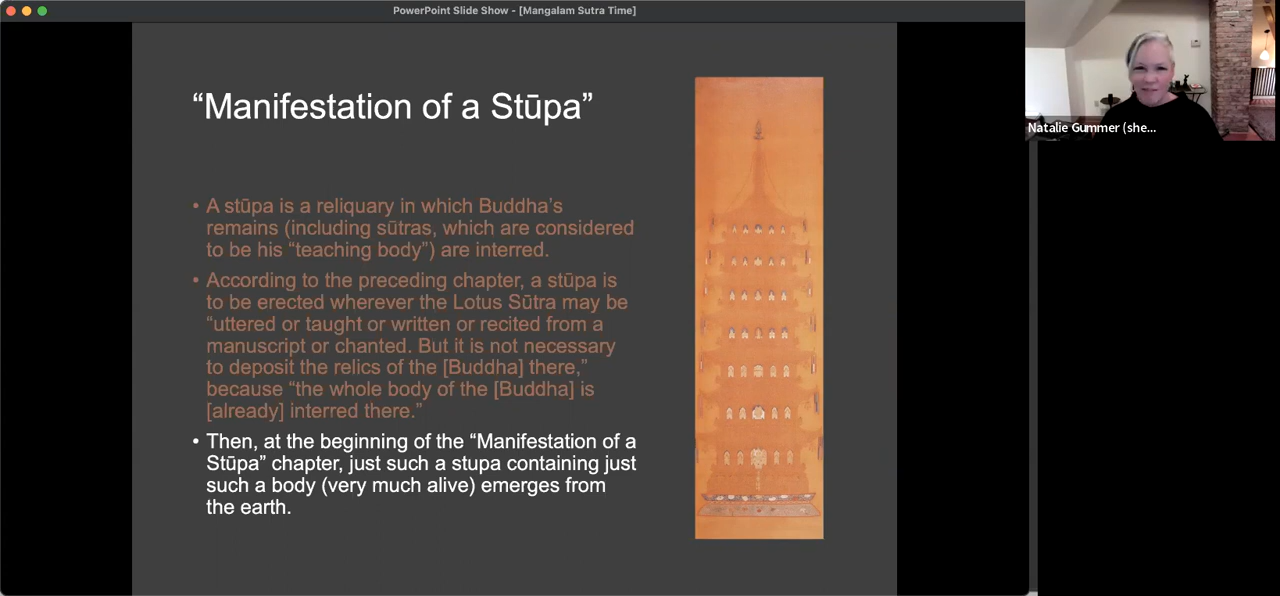 PowerPoint Slide Show - [Mangalam Sutra Time]
“Manifestation of a Stūpa”
• A stūpa is a reliquary in which Buddha’s
remains (including sūtras, which are considered
to be his “teaching body”) are interred.
• According to the preceding chapter, a stūpa is
to be erected wherever the Lotus Sūtra may be
“uttered or taught or written or recited from a
manuscript or chanted. But it is not necessary
to deposit the relics of the [Buddha] there,”
because “the whole body of the [Buddha] is
[already] interred there.”
• Then, at the beginning of the “Manifestation of a
Stūpa” chapter, just such a stupa containing just
such a body (very much alive) emerges from
the earth.
Natalie Gummer (she...